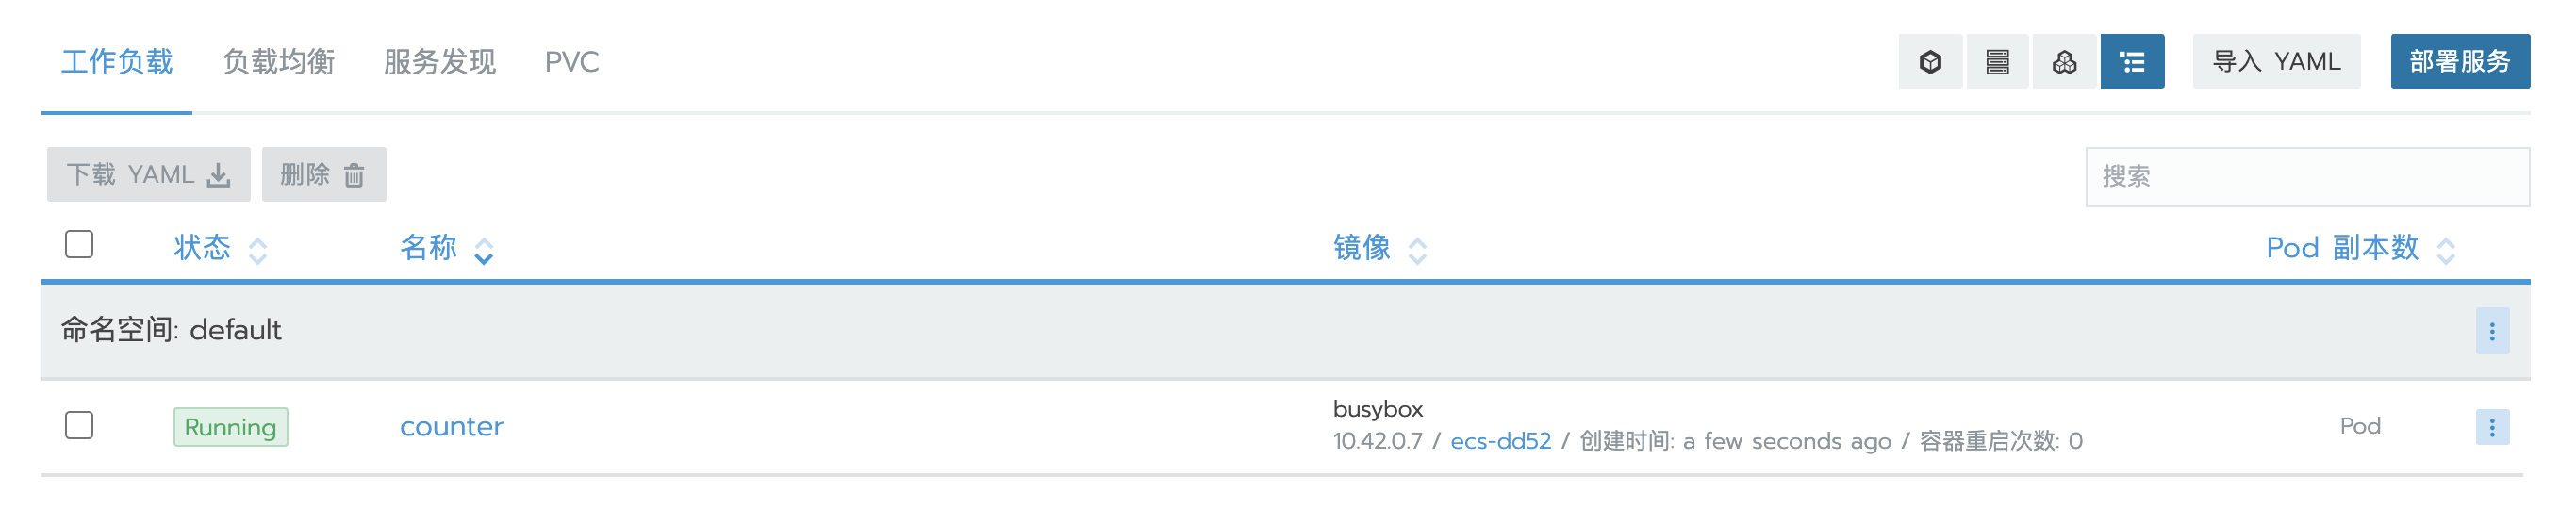 工作负载 负载均衡 服务发现 PVC 导入 YAML 部署服务
下载 YAML 删除 搜索
状态 名称 镜像 Pod 副本数
命名空间: default
Running counter busybox Pod
10.42.0.7 / ecs-dd52 / 创建时间: a few seconds ago / 容器重启次数: 0